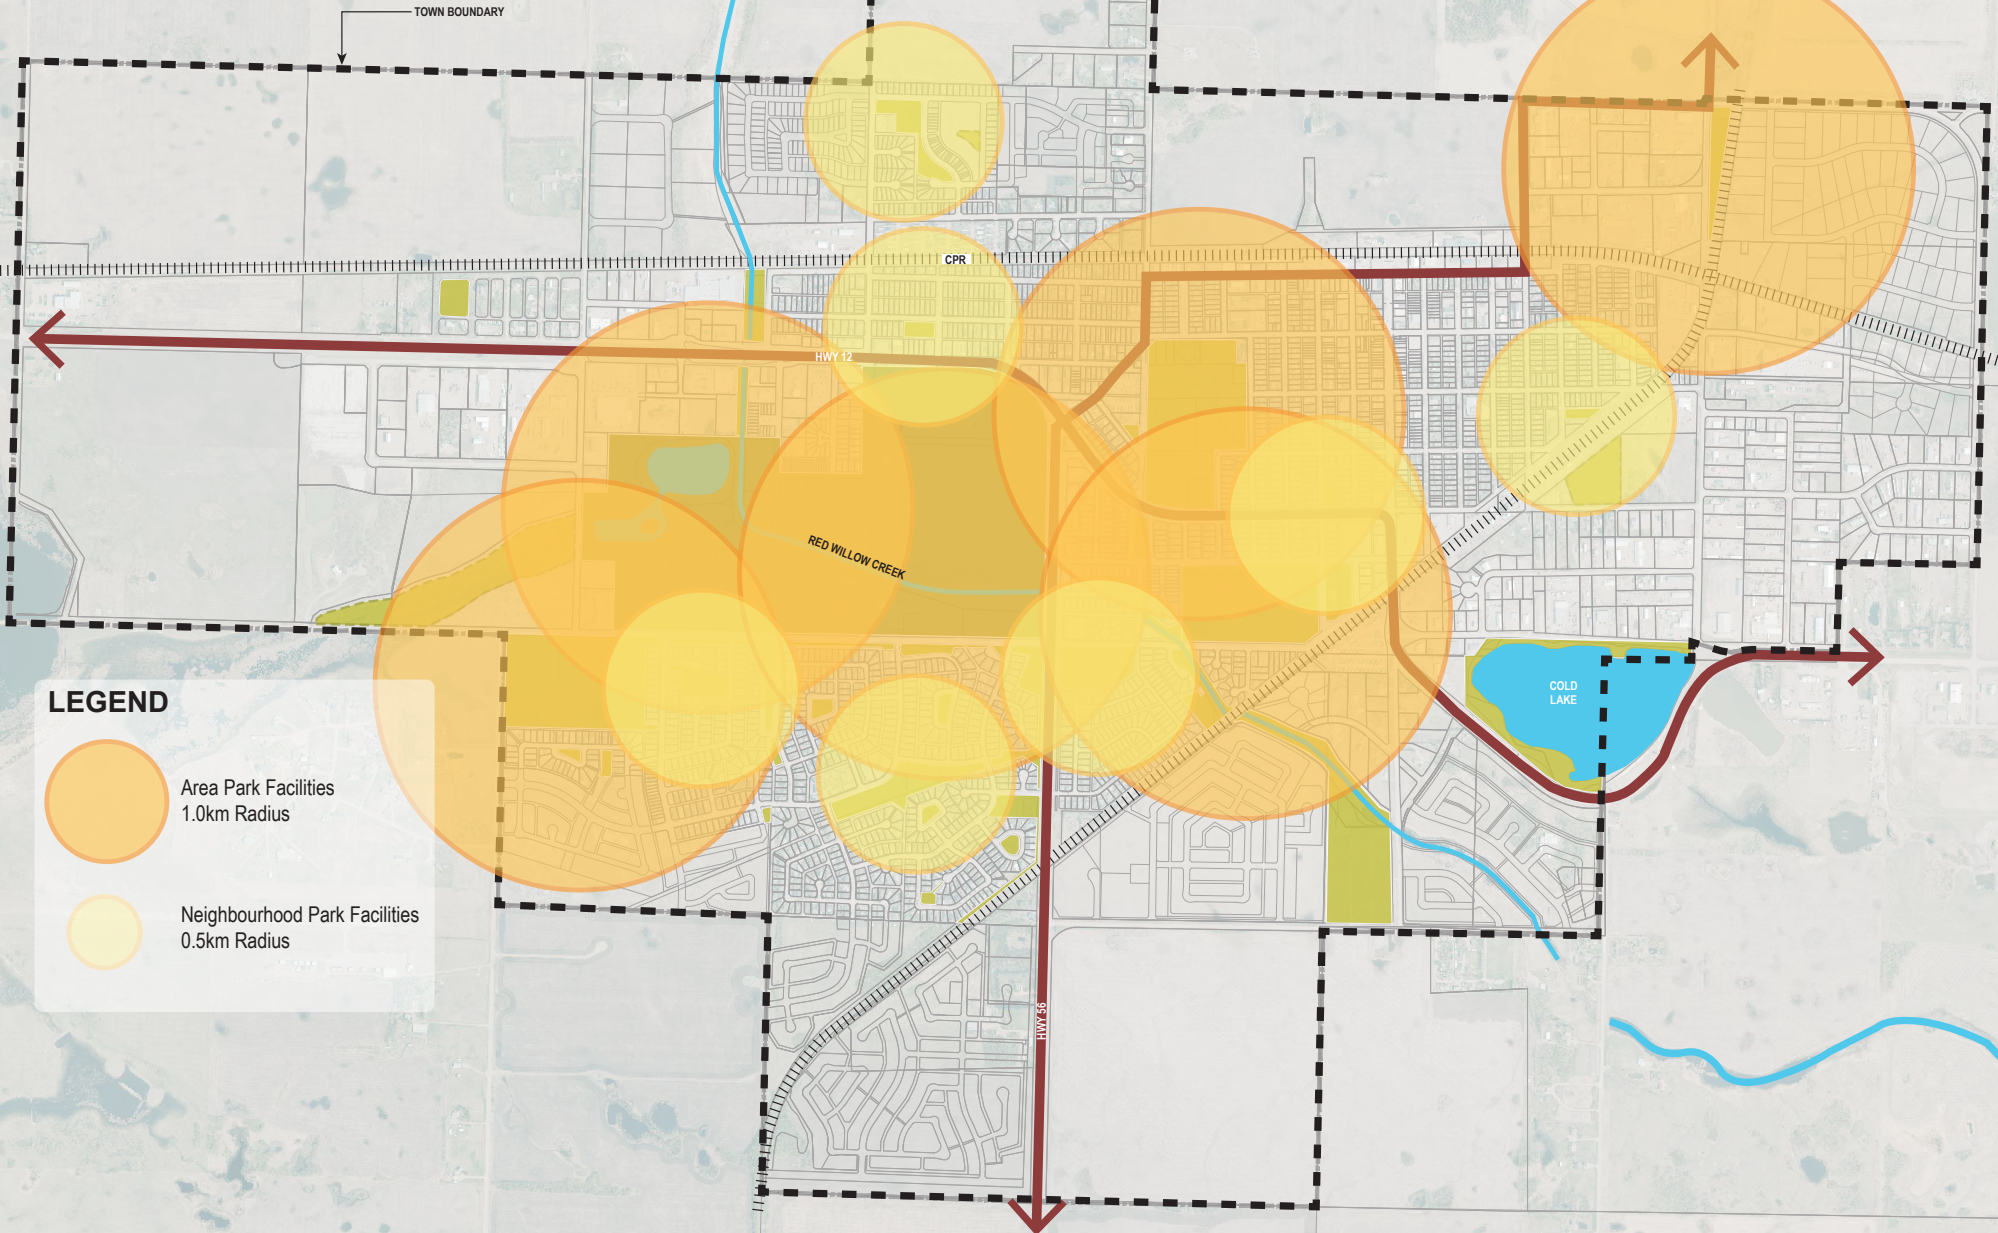 TOWN BOUNDARY
CPR
HWY 12
RED WILLOW CREEK
COLD
LAKE
LEGEND
Area Park Facilities
1.0km Radius
Neighbourhood Park Facilities
0.5km Radius
HWY 56